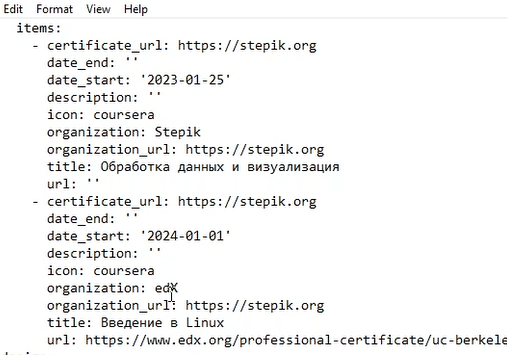 Edit Format View Help
items:
- certificate_url: https://stepik.org
date_end: ''
date_start: '2023-01-25'
description: ''
icon: coursera
organization: Stepik
organization_url: https://stepik.org
title: Обработка данных и визуализация
url: ''
- certificate_url: https://stepik.org
date_end: ''
date_start: '2024-01-01'
description: ''
icon: coursera
organization: edX
organization_url: https://stepik.org
title: Введение в Linux
url: https://www.edx.org/professional-certificate/uc-berkele